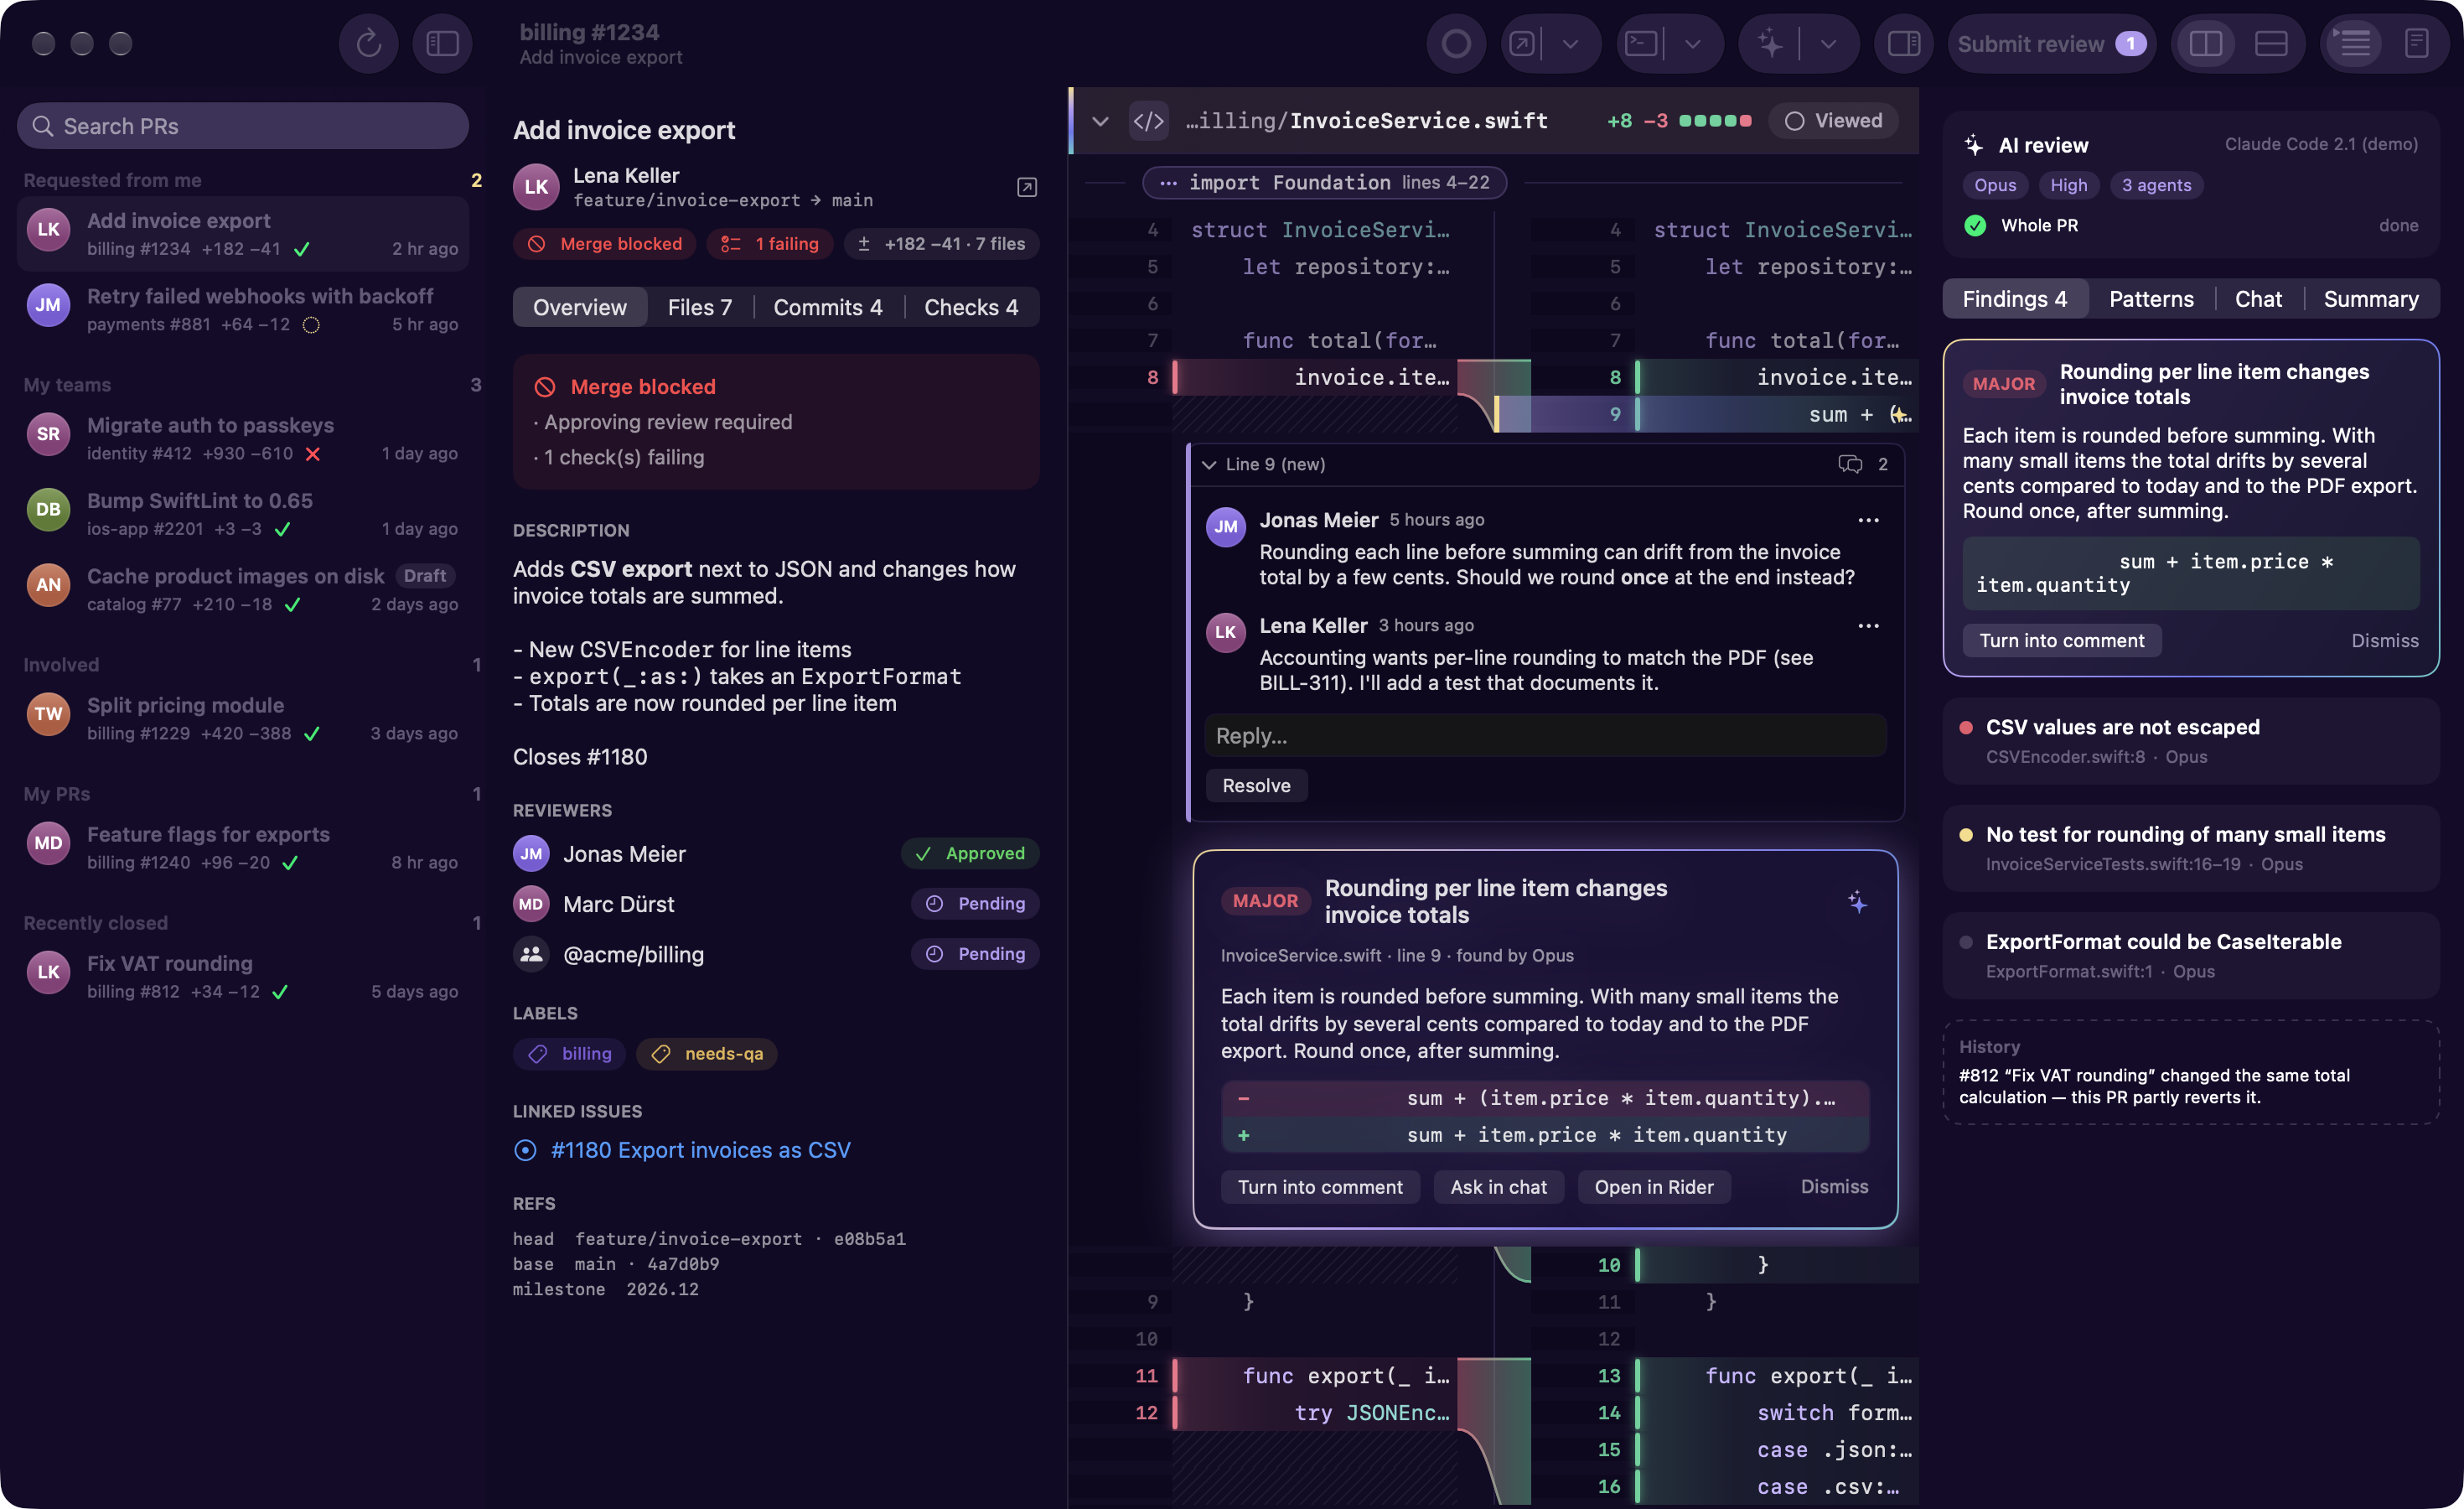 billing #1234
Add invoice export
Submit review 1
Search PRs
Requested from me 2
LK Add invoice export
billing #1234 +182 −41 2 hr ago
JM Retry failed webhooks with backoff
payments #881 +64 −12 5 hr ago
My teams 3
SR Migrate auth to passkeys
identity #412 +930 −610 1 day ago
DB Bump SwiftLint to 0.65
ios-app #2201 +3 −3 1 day ago
AN Cache product images on disk Draft
catalog #77 +210 −18 2 days ago
Involved 1
TW Split pricing module
billing #1229 +420 −388 3 days ago
My PRs 1
MD Feature flags for exports
billing #1240 +96 −20 8 hr ago
Recently closed 1
LK Fix VAT rounding
billing #812 +34 −12 5 days ago
Add invoice export
LK Lena Keller
feature/invoice-export → main
Merge blocked 1 failing ± +182 −41 · 7 files
Overview Files 7 Commits 4 Checks 4
Merge blocked
· Approving review required
· 1 check(s) failing
DESCRIPTION
Adds CSV export next to JSON and changes how
invoice totals are summed.
- New CSVEncoder for line items
- export(_:as:) takes an ExportFormat
- Totals are now rounded per line item
Closes #1180
REVIEWERS
JM Jonas Meier Approved
MD Marc Dürst Pending
@acme/billing Pending
LABELS
billing needs-qa
LINKED ISSUES
#1180 Export invoices as CSV
REFS
head feature/invoice-export · e08b5a1
base main · 4a7d0b9
milestone 2026.12
</> …illing/InvoiceService.swift +8 −3 Viewed
··· import Foundation lines 4–22
4 struct InvoiceServi… 4 struct InvoiceServi…
5 let repository:… 5 let repository:…
6 6
7 func total(for… 7 func total(for…
8 invoice.ite… 8 invoice.ite…
9 sum + (…
Line 9 (new) 2
JM Jonas Meier 5 hours ago ···
Rounding each line before summing can drift from the invoice
total by a few cents. Should we round once at the end instead?
LK Lena Keller 3 hours ago ···
Accounting wants per-line rounding to match the PDF (see
BILL-311). I'll add a test that documents it.
Reply...
Resolve
MAJOR Rounding per line item changes
invoice totals
InvoiceService.swift · line 9 · found by Opus
Each item is rounded before summing. With many small items the
total drifts by several cents compared to today and to the PDF
export. Round once, after summing.
− sum + (item.price * item.quantity).…
+ sum + item.price * item.quantity
Turn into comment Ask in chat Open in Rider Dismiss
10 }
9 } 11 }
10 12
11 func export(_ i… 13 func export(_ i…
12 try JSONEnc… 14 switch form…
15 case .json:…
16 case .csv:…
AI review Claude Code 2.1 (demo)
Opus High 3 agents
Whole PR done
Findings 4 Patterns Chat Summary
MAJOR Rounding per line item changes
invoice totals
Each item is rounded before summing. With
many small items the total drifts by several
cents compared to today and to the PDF export.
Round once, after summing.
sum + item.price *
item.quantity
Turn into comment Dismiss
CSV values are not escaped
CSVEncoder.swift:8 · Opus
No test for rounding of many small items
InvoiceServiceTests.swift:16–19 · Opus
ExportFormat could be CaseIterable
ExportFormat.swift:1 · Opus
History
#812 “Fix VAT rounding” changed the same total
calculation — this PR partly reverts it.